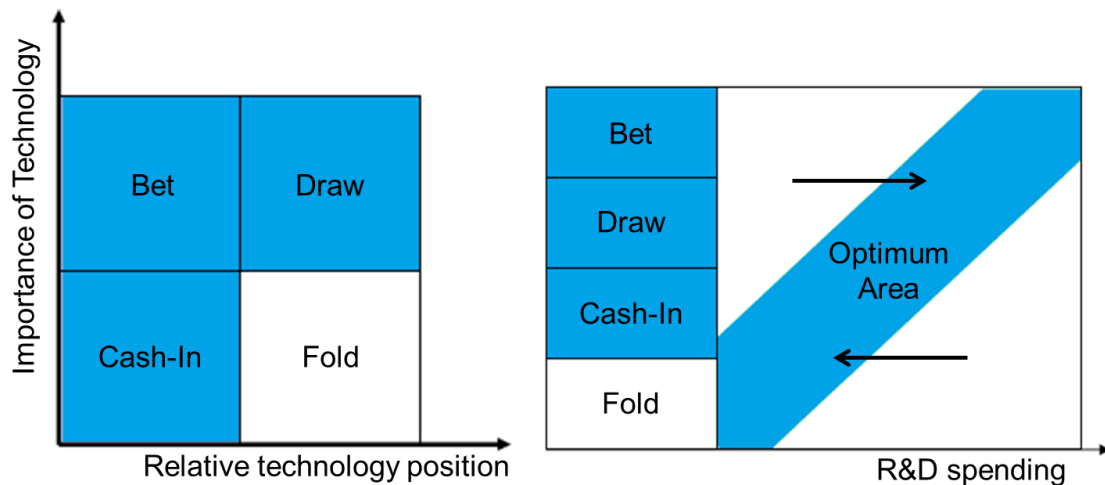 Importance of Technology
Bet
Draw
Cash-In
Fold
Relative technology position
Bet
Draw
Cash-In
Fold
Optimum
Area
R&D spending